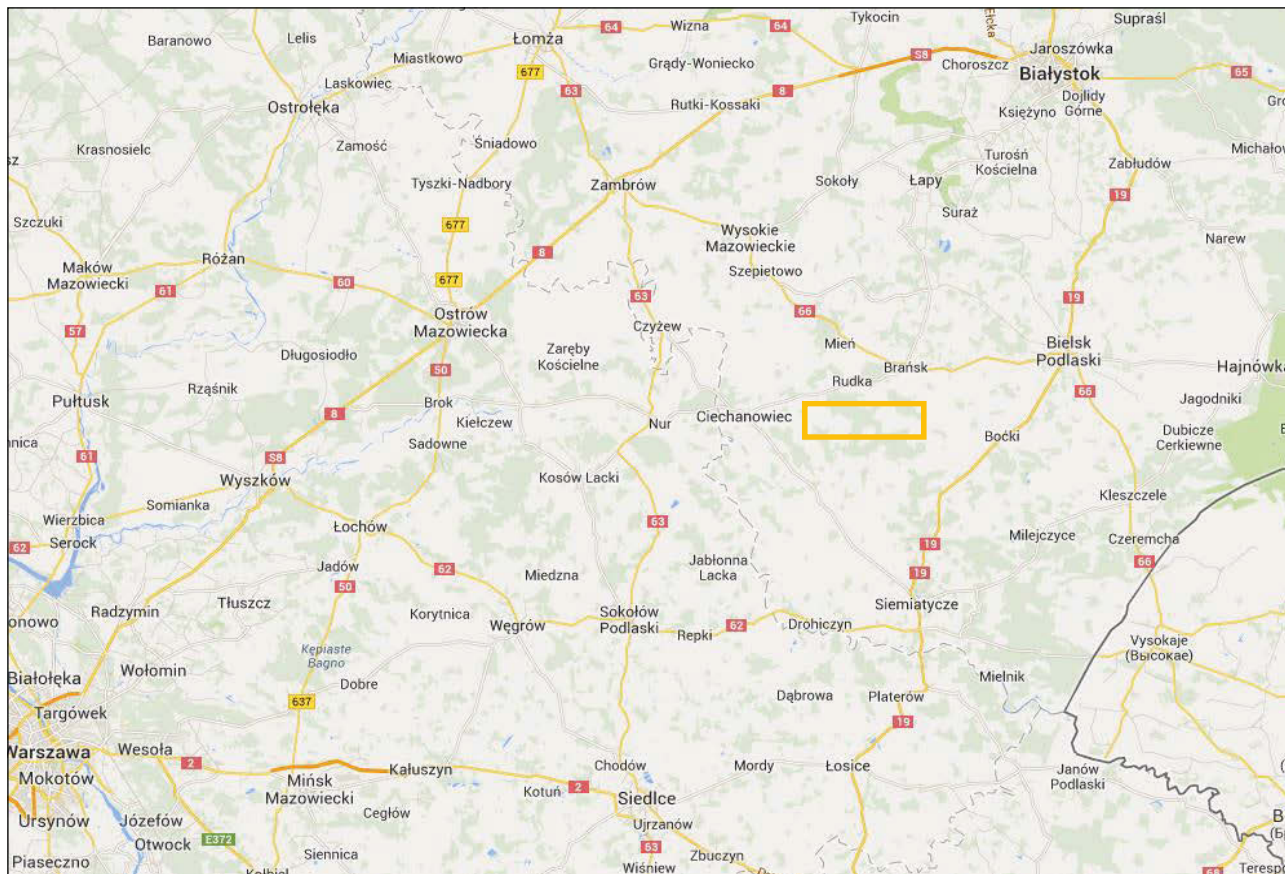 64
Wizna
64
Tykocin
Ełcka
Supraśl
Baranowo
Lelis
Miastkowo
Łomża
Jaroszówka
S8
Choroszcz
Białystok
65
Grądy-Woniecko
677
63
8
Laskowiec
Ostrołęka
Rutki-Kossaki
Dojlidy
Górne
Księżyno
Krasnosielc
Zamość
Śniadowo
Turośń
Kościelna
Michałow
Zabłudów
Tyszki-Nadbory
Zambrów
Sokoły
Łapy
19
Suraż
Szczuki
677
Wysokie
Mazowieckie
Narew
Różan
8
Szepietowo
Maków
Mazowiecki
677
60
61
63
19
66
57
Ostrów
Mazowiecka
Czyżew
Mień
Bielsk
Podlaski
Długosiodło
Zaręby
Kościelne
Brańsk
Hajnówka
50
Rudka
66
Rząśnik
Pułtusk
Brok
Jagodniki
8
Kiełczew
Ciechanowiec
Nur
Dubicze
Cerkiewne
Sadowne
Boćki
61
S8
Wyszków
Kosów Lacki
Kleszczele
Somianka
Wierzbica
Łochów
63
Milejczyce
Czeremcha
62
Serock
19
Jabłonna
Lacka
66
Jadów
62
Miedzna
19
50
Radzymin
Tłuszcz
Korytnica
Sokołów
Podlaski
Siemiatycze
Węgrów
62
Drohiczyn
Repki
Vysokaje
(Высокае)
Kępiaste
Bagno
Wołomin
Białołęka
Dobre
Mielnik
637
Dąbrowa
Platerów
Targówek
19
Warszawa
Wesoła
2
Kałuszyn
Chodów
Mordy
Łosice
Janów
Podlaski
Mokotów
Mińsk
Mazowiecki
Kotuń
2
Siedlce
Cegłów
Ursynów
Józefów
Ujrzanów
Otwock
E372
Siennica
63
Zbuczyn
Piaseczno
Wiśniew
68